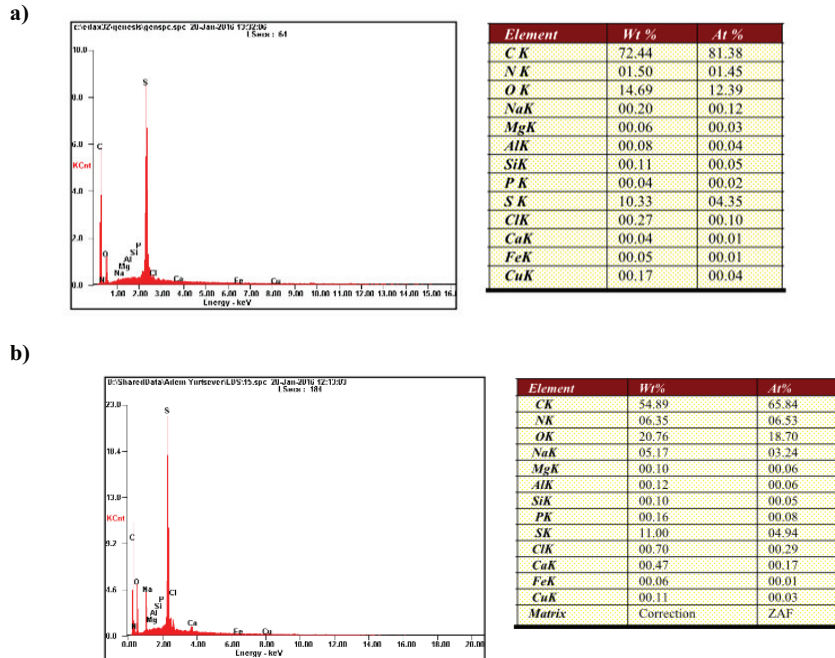 a)
c:\edax32\genesis\genspc.spc 20-Jan-2016 13:32:06
LSecs : 64
10.0
8.0
6.0
KCnt
4.0
2.0
0.0
C
N
O
Na
Mg
Al
Si
P
S
Cl
Ca
Fe
Cu
1.00 2.00 3.00 4.00 5.00 6.00 7.00 8.00 9.00 10.00 11.00 12.00 13.00 14.00 15.00 16.0
Energy - keV
Element Wt % At %
C K 72.44 81.38
N K 01.50 01.45
O K 14.69 12.39
NaK 00.20 00.12
MgK 00.06 00.03
AlK 00.08 00.04
SiK 00.11 00.05
P K 00.04 00.02
S K 10.33 04.35
ClK 00.27 00.10
CaK 00.04 00.01
FeK 00.05 00.01
CuK 00.17 00.04
b)
20-Jan-2016
LSecs : 184
23.0
18.4
13.8
KCnt
9.2
4.6
0.0
C
N
O
Na
Mg
Al
Si
P
S
Cl
Ca
Fe
Cu
0.00 2.00 4.00 6.00 8.00 10.00 12.00 14.00 16.00 18.00 20.00
Energy - keV
Element Wt% At%
CK 54.89 65.84
NK 06.35 06.53
OK 20.76 18.70
NaK 05.17 03.24
MgK 00.10 00.06
AlK 00.12 00.06
SiK 00.10 00.05
PK 00.16 00.08
SK 11.00 04.94
ClK 00.70 00.29
CaK 00.47 00.17
FeK 00.06 00.01
CuK 00.11 00.03
Matrix Correction ZAF